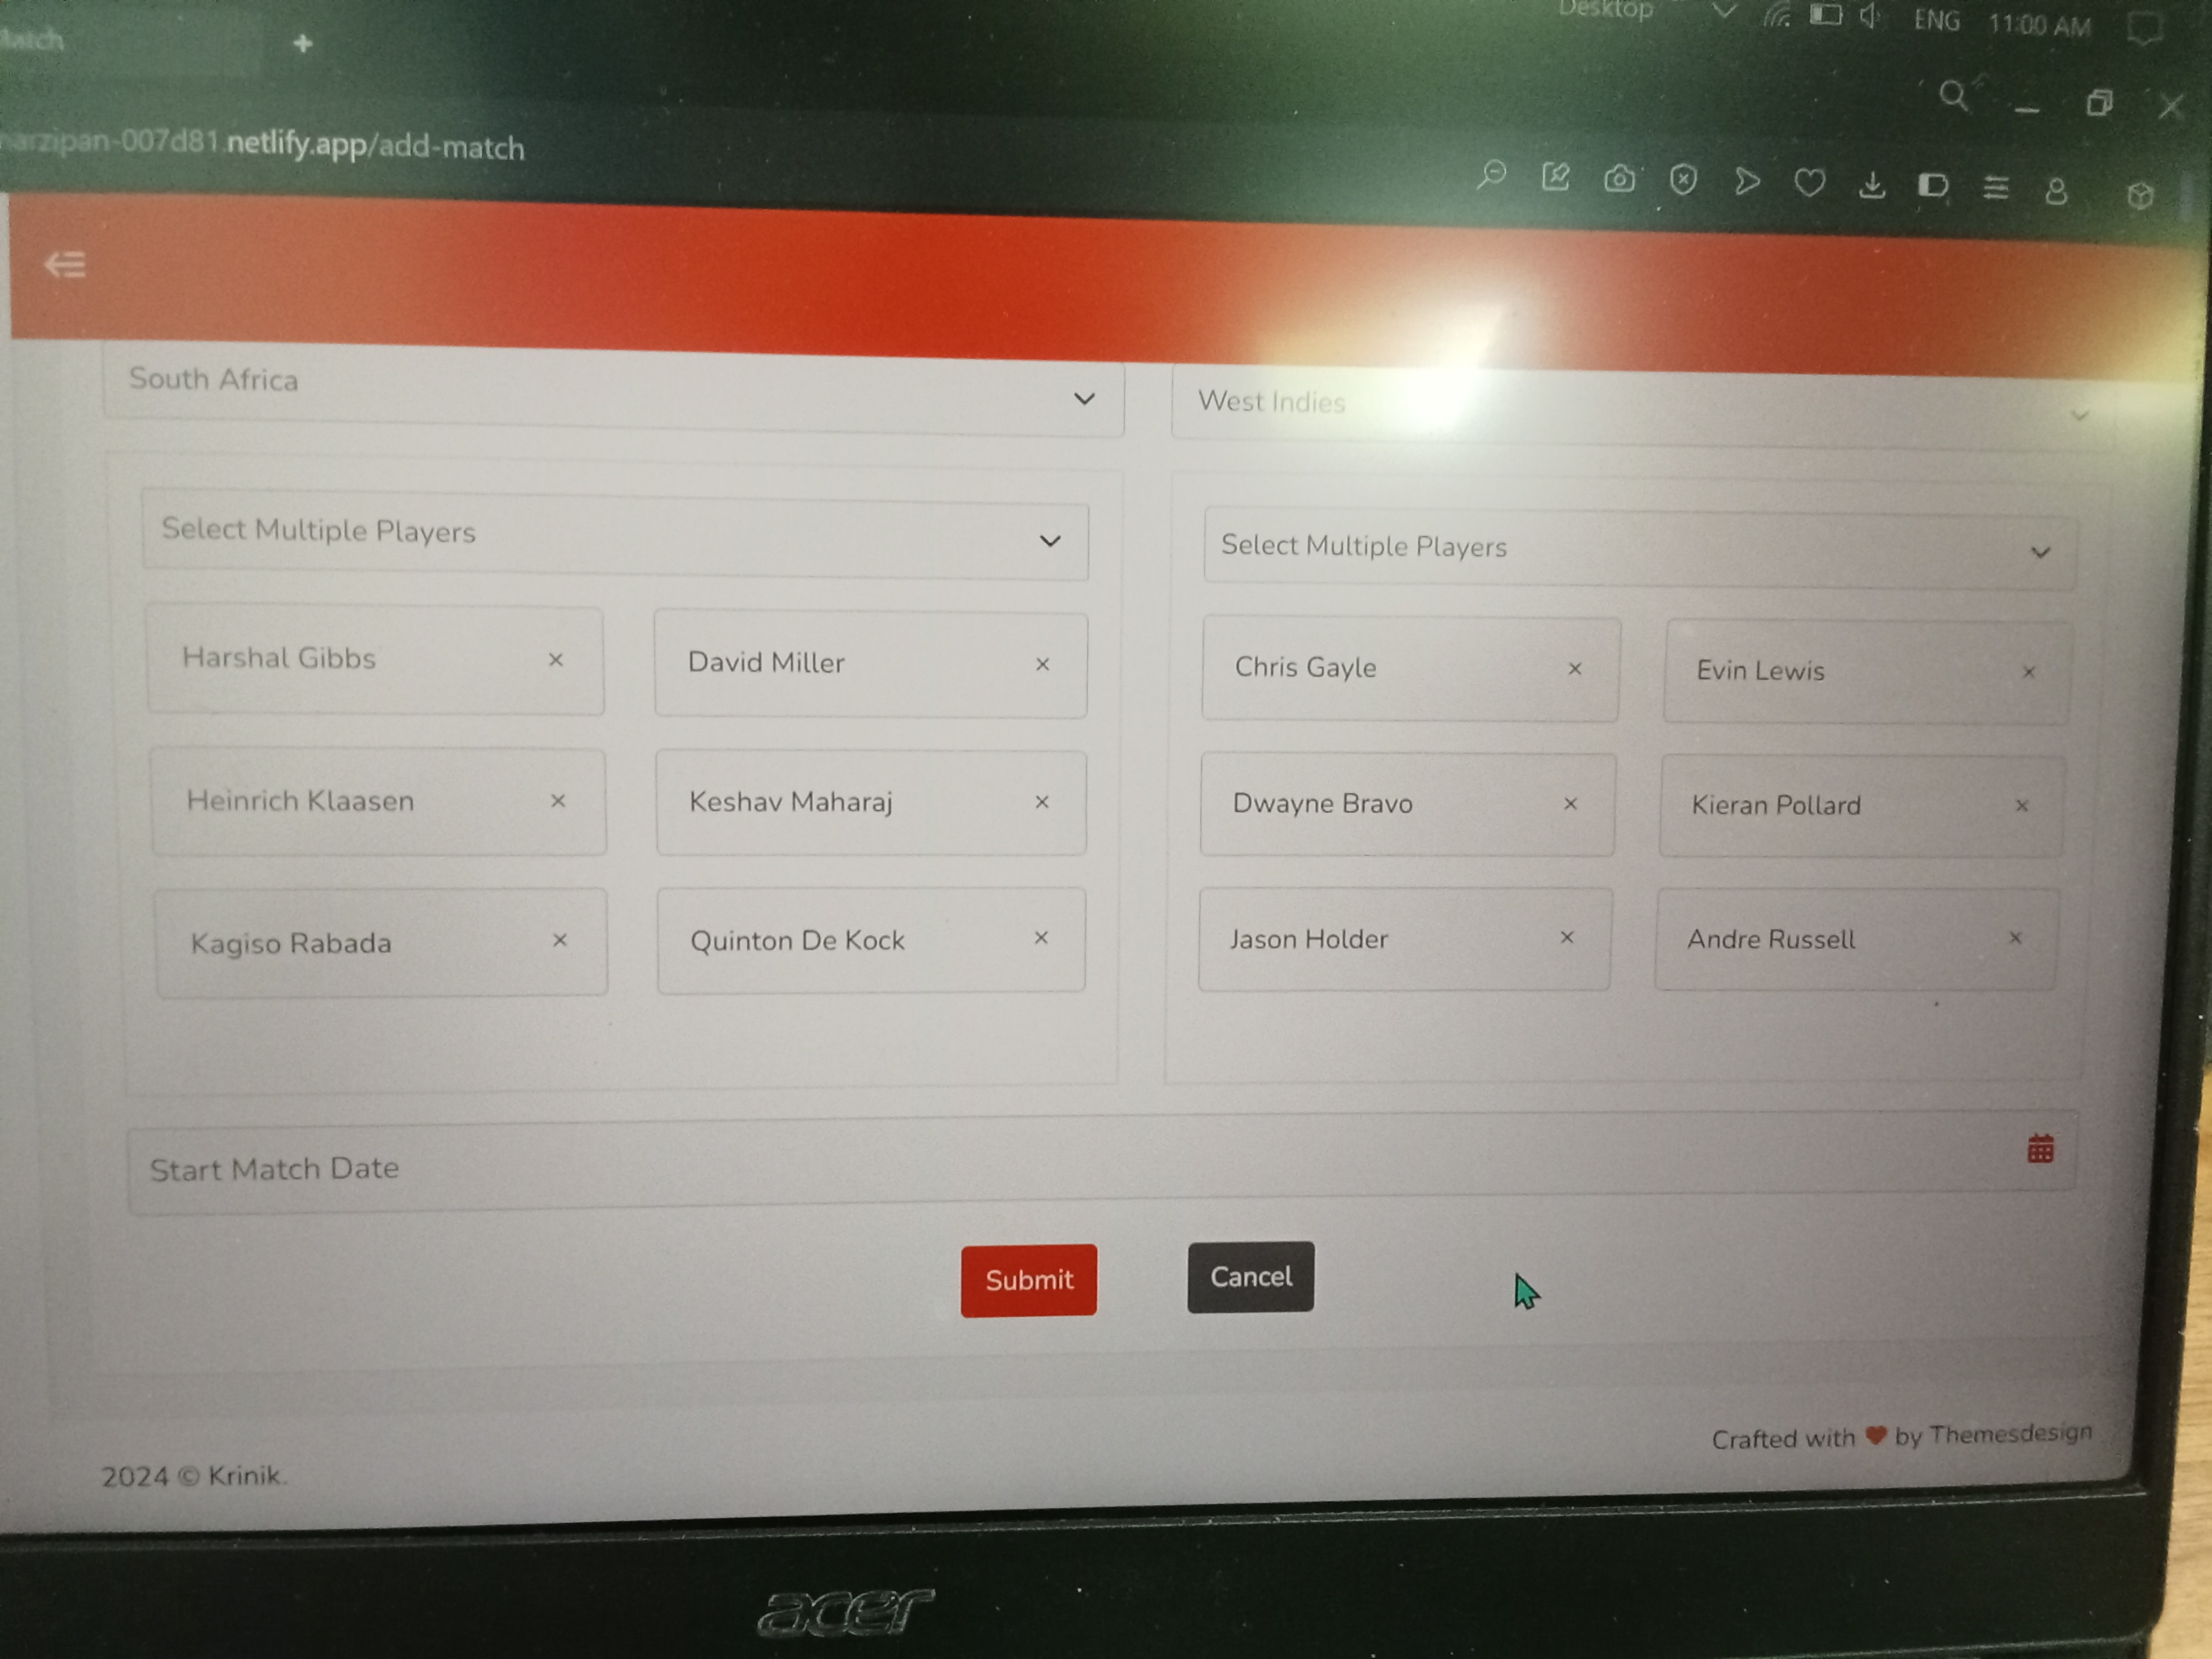 Desktop ENG 11:00 AM
+
arzipan-007d81.netlify.app/add-match
South Africa
West Indies
Select Multiple Players
Select Multiple Players
Harshal Gibbs ×
David Miller ×
Chris Gayle ×
Evin Lewis ×
Heinrich Klaasen ×
Keshav Maharaj ×
Dwayne Bravo ×
Kieran Pollard ×
Kagiso Rabada ×
Quinton De Kock ×
Jason Holder ×
Andre Russell ×
Start Match Date
Submit
Cancel
Crafted with ❤ by Themesdesign
2024 © Krinik.
acer